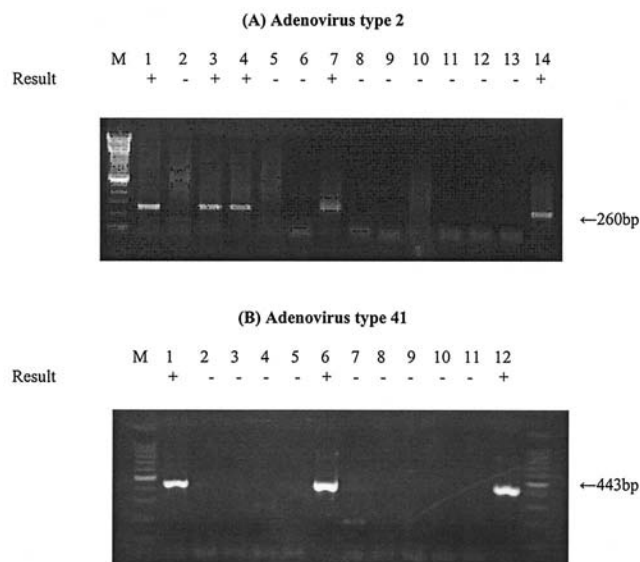 (A) Adenovirus type 2
M 1 2 3 4 5 6 7 8 9 10 11 12 13 14
Result + - + + - - + - - - - - - +
←260bp
(B) Adenovirus type 41
M 1 2 3 4 5 6 7 8 9 10 11 12
Result + - - - - + - - - - - +
←443bp